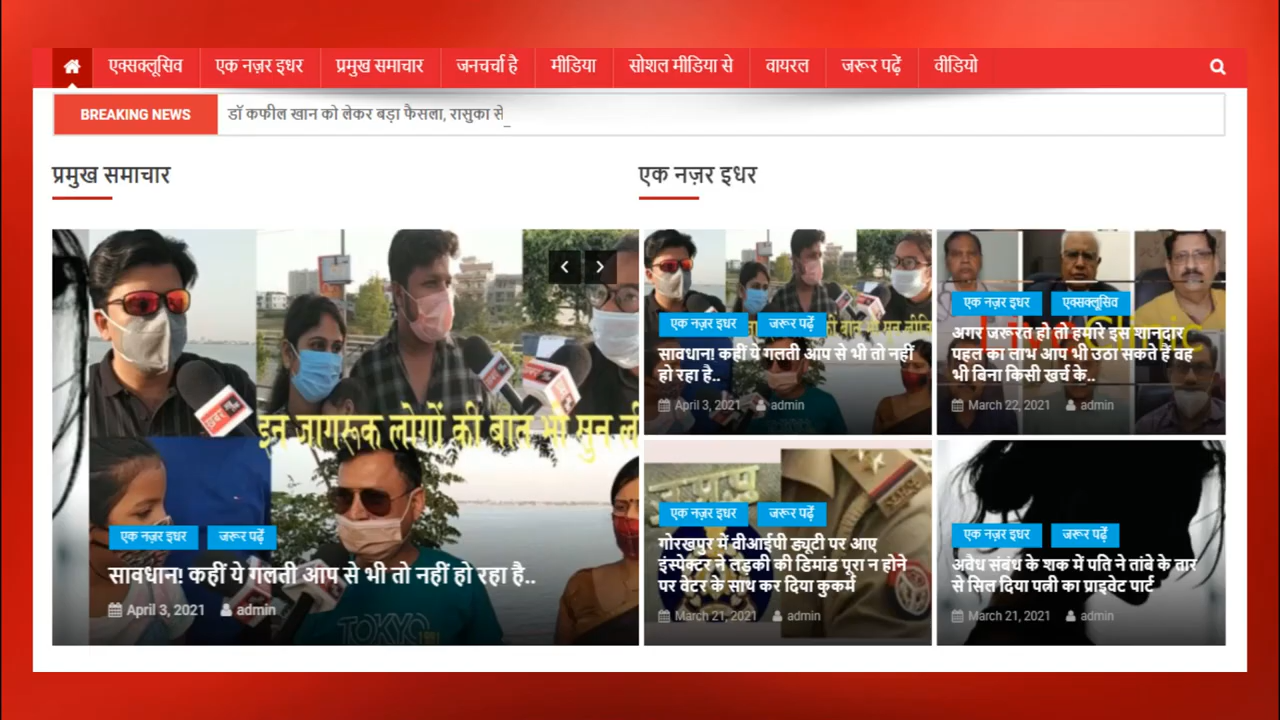 एक्सक्लूसिव एक नज़र इधर प्रमुख समाचार जनचर्चा है मीडिया सोशल मीडिया से वायरल जरूर पढ़ें वीडियो
BREAKING NEWS डॉ कफील खान को लेकर बड़ा फैसला, रासुका से_
प्रमुख समाचार
इन जागरूक लोगों की बात भी सुन ली
एक नज़र इधर जरूर पढ़ें
सावधान! कहीं ये गलती आप से भी तो नहीं हो रहा है..
April 3, 2021 admin
TOKYO
एक नज़र इधर
एक नज़र इधर जरूर पढ़ें
सावधान! कहीं ये गलती आप से भी तो नहीं
हो रहा है..
April 3, 2021 admin
एक नज़र इधर एक्सक्लूसिव
अगर जरूरत हो तो हमारे इस शानदार
पहल का लाभ आप भी उठा सकते हैं वह
भी बिना किसी खर्च के..
March 22, 2021 admin
एक नज़र इधर जरूर पढ़ें
गोरखपुर में वीआईपी ड्यूटी पर आए
इंस्पेक्टर ने लड़की की डिमांड पूरा न होने
पर वेटर के साथ कर दिया कुकर्म
March 21, 2021 admin
एक नज़र इधर जरूर पढ़ें
अवैध संबंध के शक में पति ने तांबे के तार
से सिल दिया पत्नी का प्राइवेट पार्ट
March 21, 2021 admin